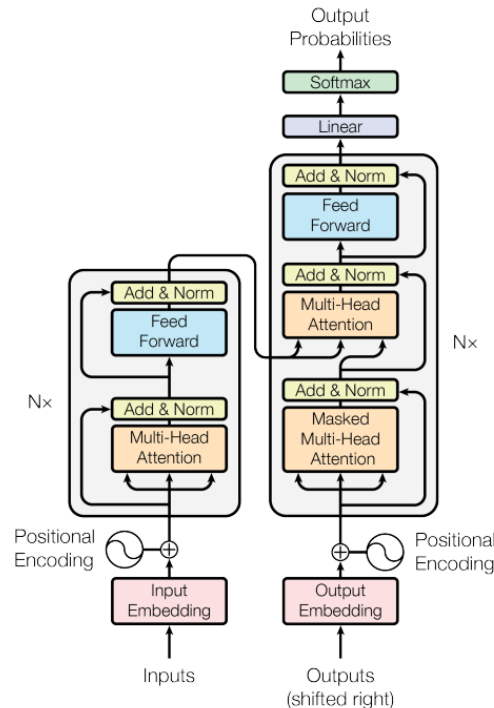 Output
Probabilities
Softmax
Linear
Add & Norm
Feed
Forward
Add & Norm
Multi-Head
Attention
Add & Norm
Masked
Multi-Head
Attention
N×
Positional
Encoding
Output
Embedding
Outputs
(shifted right)
Add & Norm
Feed
Forward
Add & Norm
Multi-Head
Attention
N×
Positional
Encoding
Input
Embedding
Inputs